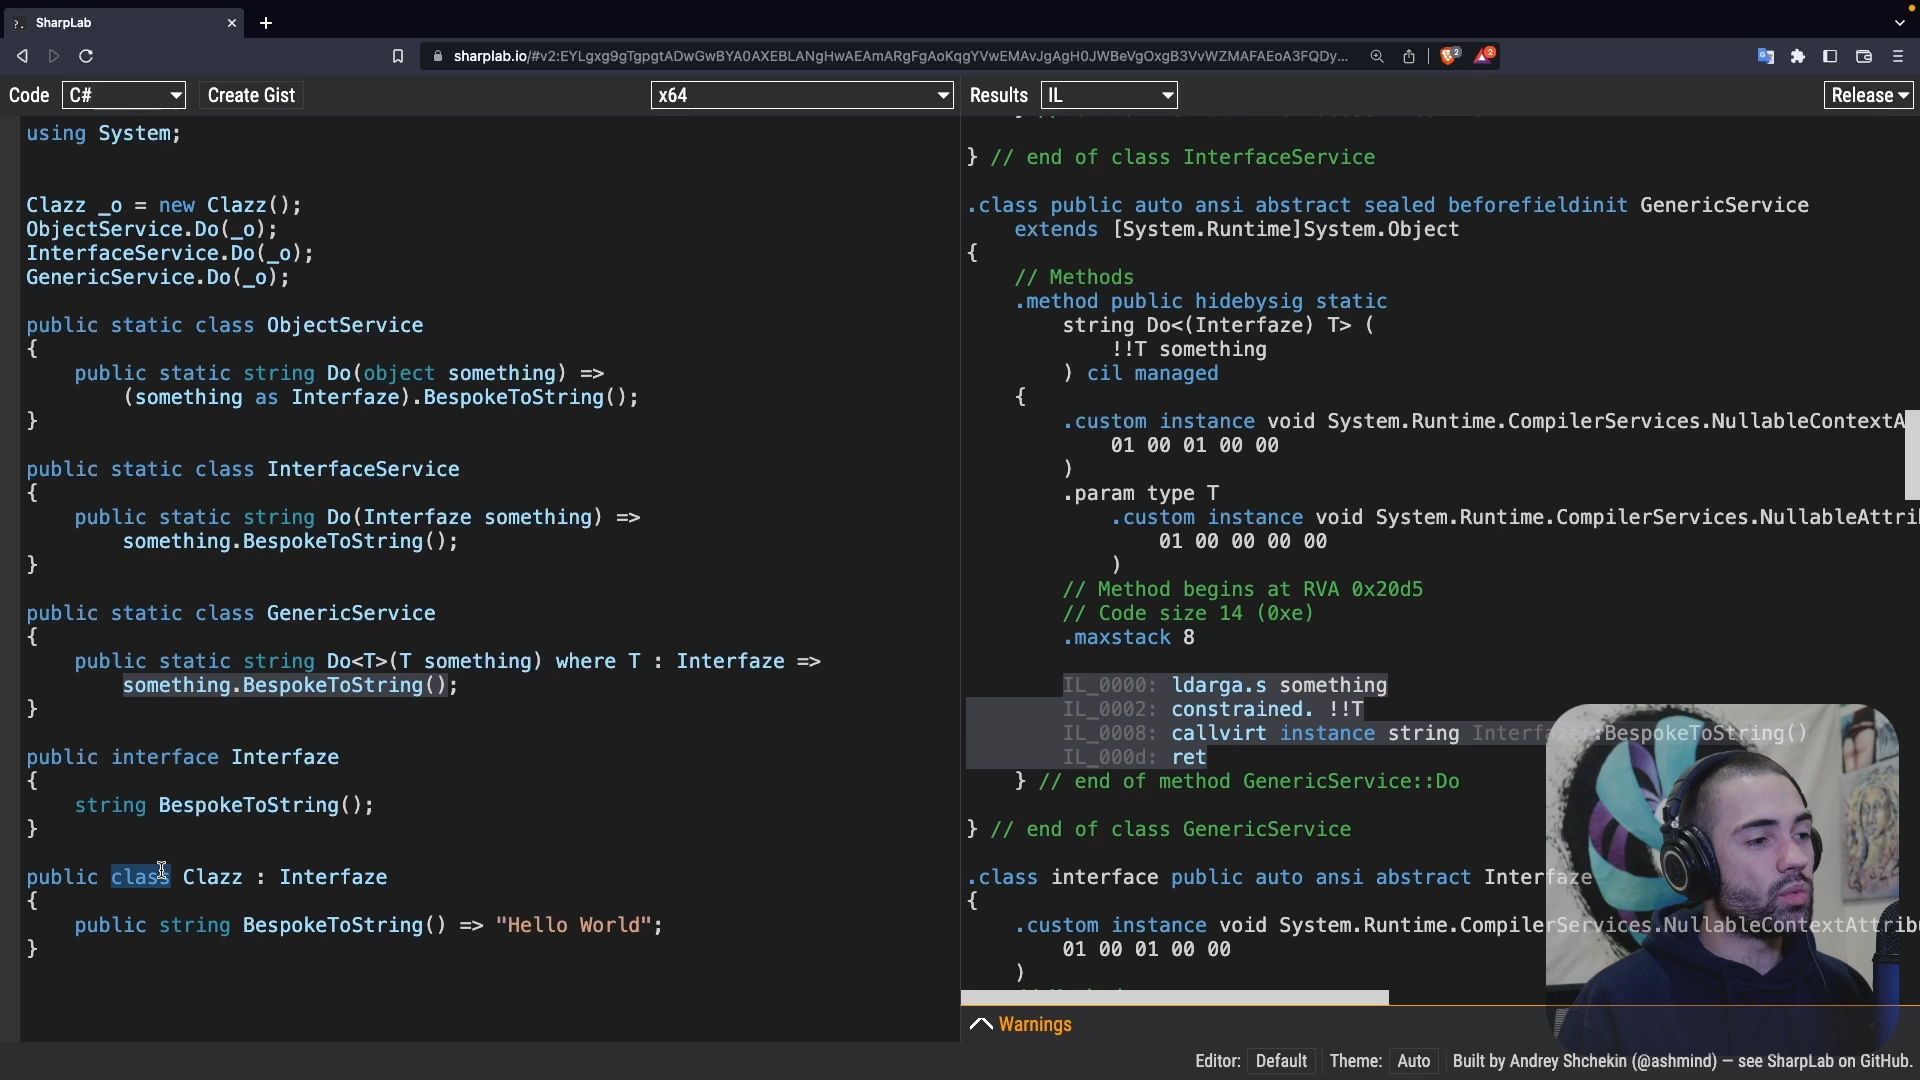 SharpLab
sharplab.io/#v2:EYLgxg9gTgpgtADwGwBYA0AXEBLANgHwAEAmARgFgAoKqgYVwEMAvJgAgH0JWBeVgOxgB3VvWZMAFAEoA3FQDy...
2
2
Code
C#
Create Gist
x64
Results
IL
Release
using System;
Clazz _o = new Clazz();
ObjectService.Do(_o);
InterfaceService.Do(_o);
GenericService.Do(_o);
public static class ObjectService
{
public static string Do(object something) =>
(something as Interfaze).BespokeToString();
}
public static class InterfaceService
{
public static string Do(Interfaze something) =>
something.BespokeToString();
}
public static class GenericService
{
public static string Do<T>(T something) where T : Interfaze =>
something.BespokeToString();
}
public interface Interfaze
{
string BespokeToString();
}
public class Clazz : Interfaze
{
public string BespokeToString() => "Hello World";
}
} // end of class InterfaceService
.class public auto ansi abstract sealed beforefieldinit GenericService
extends [System.Runtime]System.Object
{
// Methods
.method public hidebysig static
string Do<(Interfaze) T> (
!!T something
) cil managed
{
.custom instance void System.Runtime.CompilerServices.NullableContextA
01 00 01 00 00
)
.param type T
.custom instance void System.Runtime.CompilerServices.NullableAttri
01 00 00 00 00
)
// Method begins at RVA 0x20d5
// Code size 14 (0xe)
.maxstack 8
IL_0000: ldarga.s something
IL_0002: constrained. !!T
IL_0008: callvirt instance string Interfaze::BespokeToString()
IL_000d: ret
} // end of method GenericService::Do
} // end of class GenericService
.class interface public auto ansi abstract Interfaze
{
.custom instance void System.Runtime.CompilerServices.NullableContextAttribu
01 00 01 00 00
)
Warnings
Editor: Default Theme: Auto Built by Andrey Shchekin (@ashmind) — see SharpLab on GitHub.